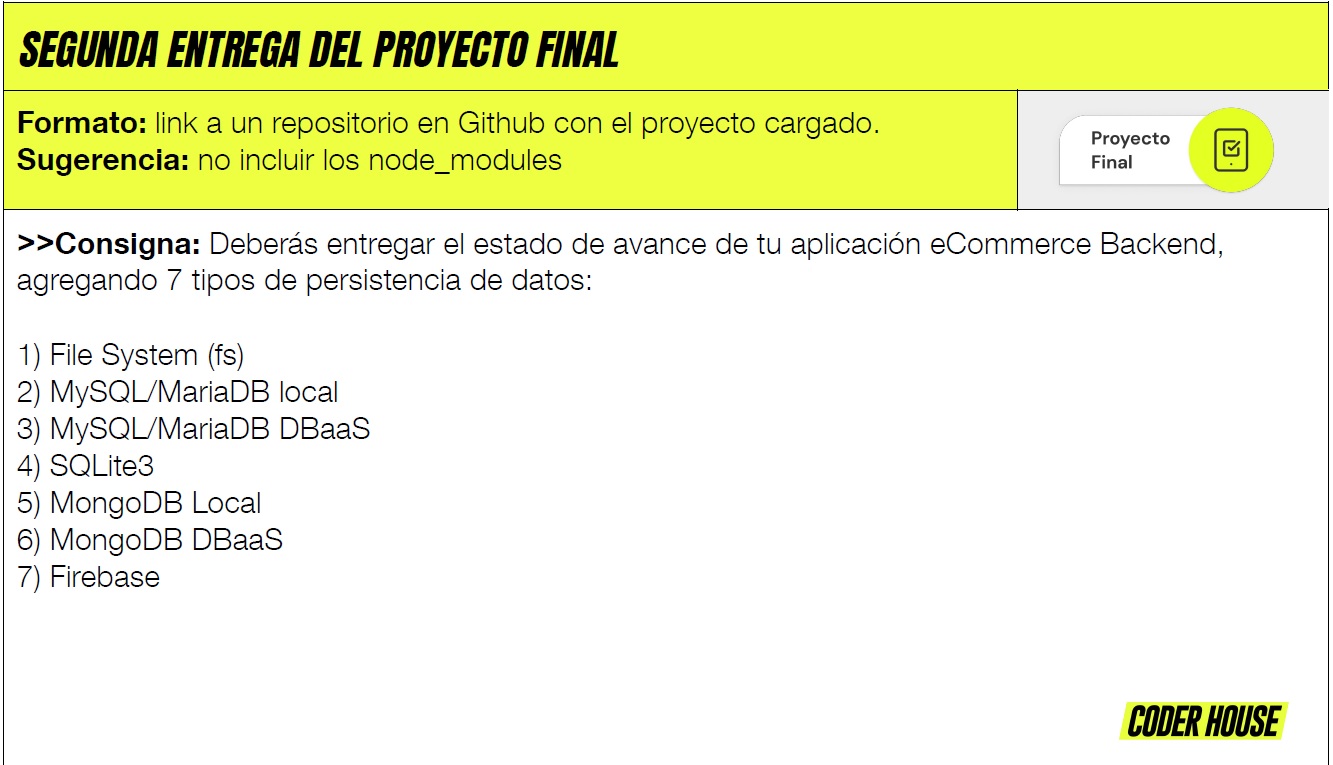 SEGUNDA ENTREGA DEL PROYECTO FINAL
Formato: link a un repositorio en Github con el proyecto cargado.
Sugerencia: no incluir los node_modules
Proyecto
Final
>>Consigna: Deberás entregar el estado de avance de tu aplicación eCommerce Backend,
agregando 7 tipos de persistencia de datos:
1) File System (fs)
2) MySQL/MariaDB local
3) MySQL/MariaDB DBaaS
4) SQLite3
5) MongoDB Local
6) MongoDB DBaaS
7) Firebase
CODER HOUSE